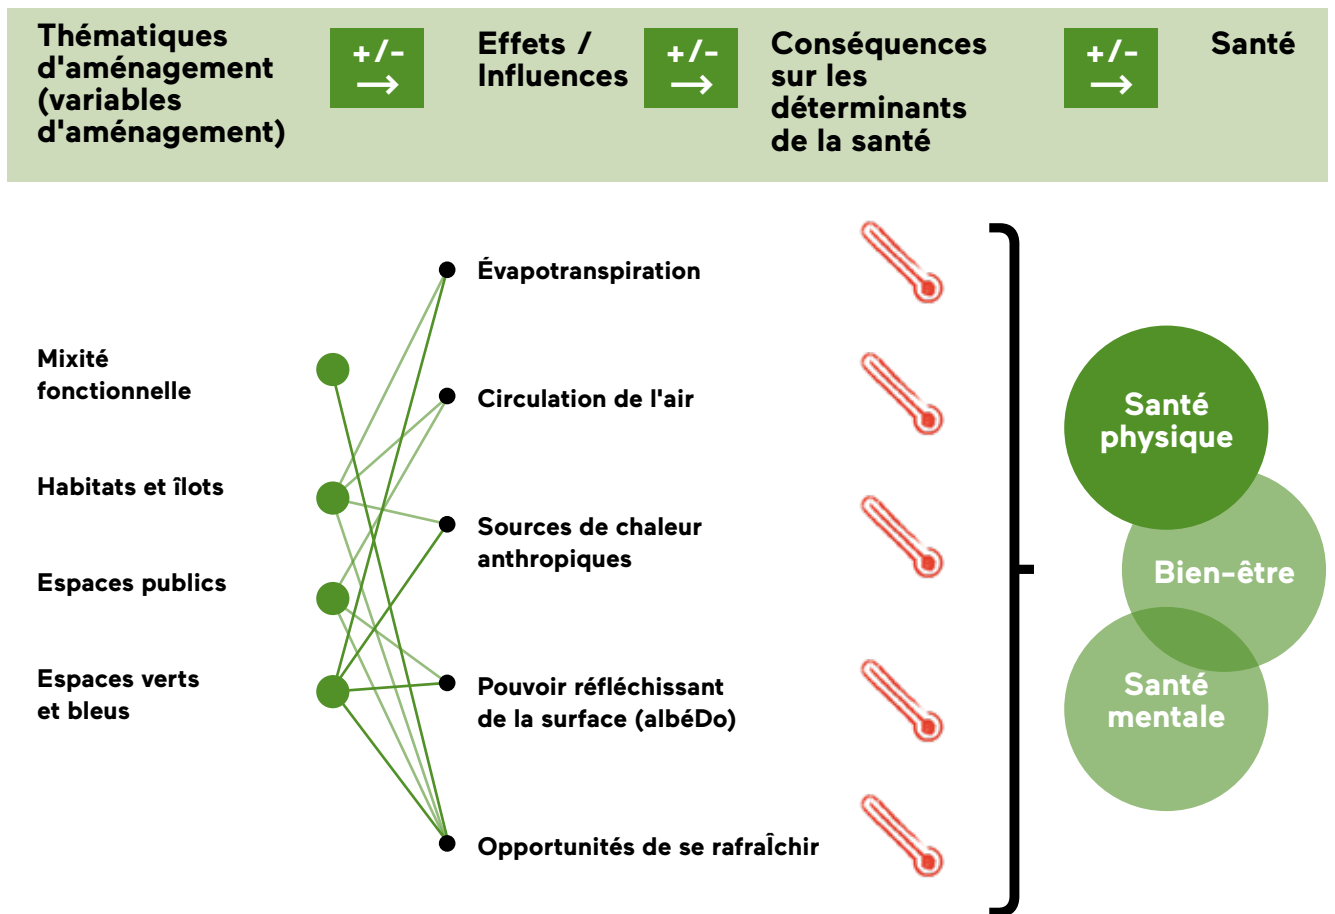 Thématiques
d'aménagement
(variables
d'aménagement)
+/-
→
Effets /
Influences
+/-
→
Conséquences
sur les
déterminants
de la santé
+/-
→
Santé
Mixité
fonctionnelle
Habitats et îlots
Espaces publics
Espaces verts
et bleus
Évapotranspiration
Circulation de l'air
Sources de chaleur
anthropiques
Pouvoir réfléchissant
de la surface (albéDo)
Opportunités de se rafraÎchir
Santé
physique
Bien-être
Santé
mentale